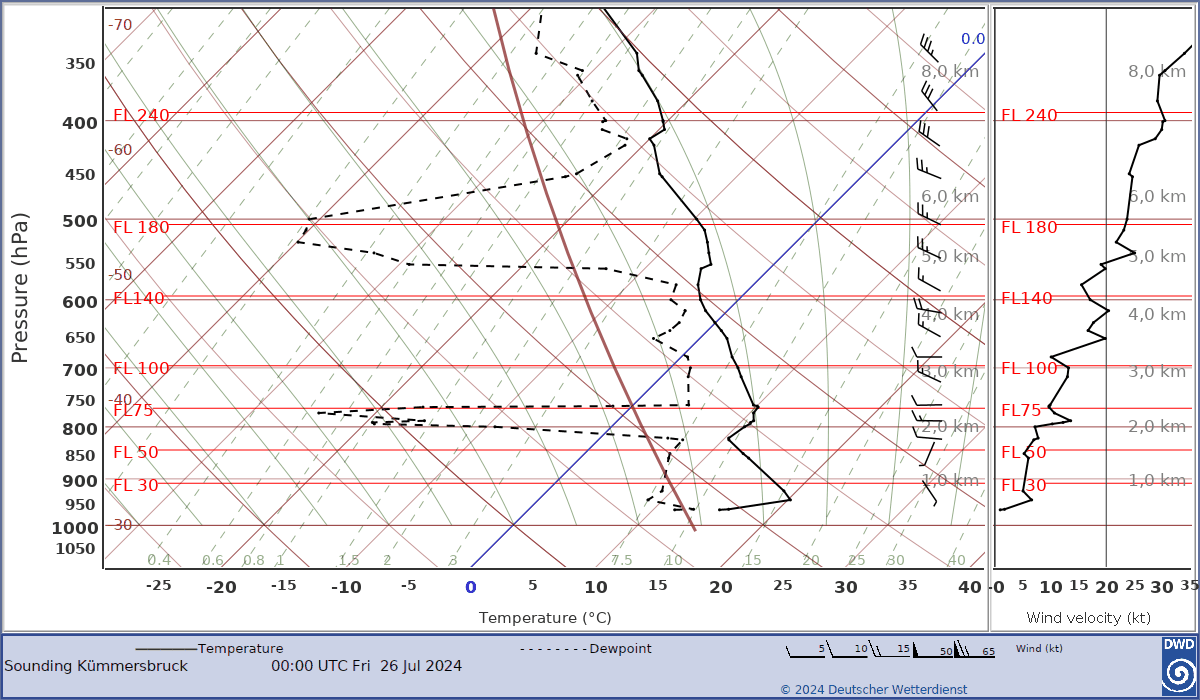 -70
0.0
350
8,0 km
8,0 km
FL 240
FL 240
400
-60
450
6,0 km
6,0 km
500
FL 180
FL 180
550
5,0 km
5,0 km
-50
600
FL140
FL140
4,0 km
4,0 km
650
700
FL 100
3,0 km
FL 100
3,0 km
750
-40
FL75
FL75
800
2,0 km
2,0 km
850
FL 50
FL 50
900
FL 30
1,0 km
FL 30
1,0 km
950
1000
-30
1050
0.4 0.6 0.8 1 1.5 2 3 7.5 10 15 20 25 30 40
-25 -20 -15 -10 -5 0 5 10 15 20 25 30 35 40
-0 5 10 15 20 25 30 35
Pressure (hPa)
Temperature (°C)
Wind velocity (kt)
Temperature
Dewpoint
5 10 15 50 65 Wind (kt)
DWD
Sounding Kümmersbruck 00:00 UTC Fri 26 Jul 2024
© 2024 Deutscher Wetterdienst